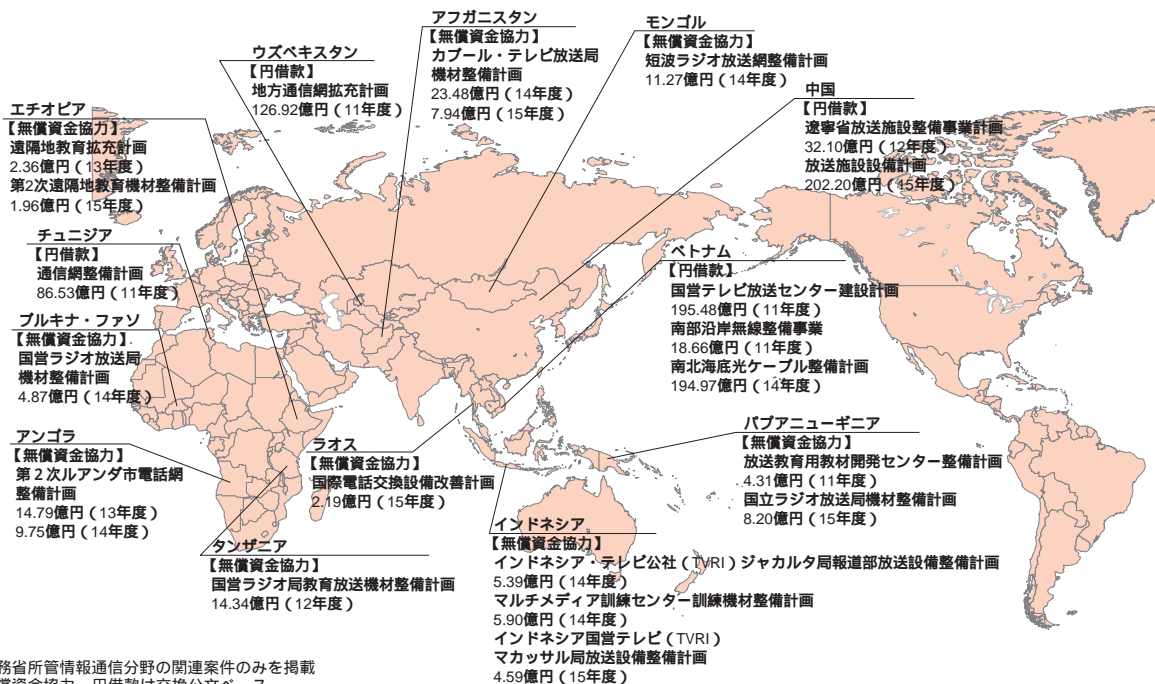 アフガニスタン
【無償資金協力】
カブール・テレビ放送局
機材整備計画
23.48億円（14年度）
7.94億円（15年度）
モンゴル
【無償資金協力】
短波ラジオ放送網整備計画
11.27億円（14年度）
ウズベキスタン
【円借款】
地方通信網拡充計画
126.92億円（11年度）
中国
【円借款】
遼寧省放送施設整備事業計画
32.10億円（12年度）
放送施設設備計画
202.20億円（15年度）
エチオピア
【無償資金協力】
遠隔地教育拡充計画
2.36億円（13年度）
第2次遠隔地教育機材整備計画
1.96億円（15年度）
チュニジア
【円借款】
通信網整備計画
86.53億円（11年度）
ベトナム
【円借款】
国営テレビ放送センター建設計画
195.48億円（11年度）
南部沿岸無線整備事業
18.66億円（11年度）
南北海底光ケーブル整備計画
194.97億円（14年度）
ブルキナ・ファソ
【無償資金協力】
国営ラジオ放送局
機材整備計画
4.87億円（14年度）
パプアニューギニア
【無償資金協力】
放送教育用教材開発センター整備計画
4.31億円（11年度）
国立ラジオ放送局機材整備計画
8.20億円（15年度）
アンゴラ
【無償資金協力】
第２次ルアンダ市電話網
整備計画
14.79億円（13年度）
9.75億円（14年度）
ラオス
【無償資金協力】
国際電話交換設備改善計画
2.19億円（15年度）
タンザニア
【無償資金協力】
国営ラジオ局教育放送機材整備計画
14.34億円（12年度）
インドネシア
【無償資金協力】
インドネシア・テレビ公社（TVRI）ジャカルタ局報道部放送設備整備計画
5.39億円（14年度）
マルチメディア訓練センター訓練機材整備計画
5.90億円（14年度）
インドネシア国営テレビ（TVRI）
マカッサル局放送設備整備計画
4.59億円（15年度）
務省所管情報通信分野の関連案件のみを掲載